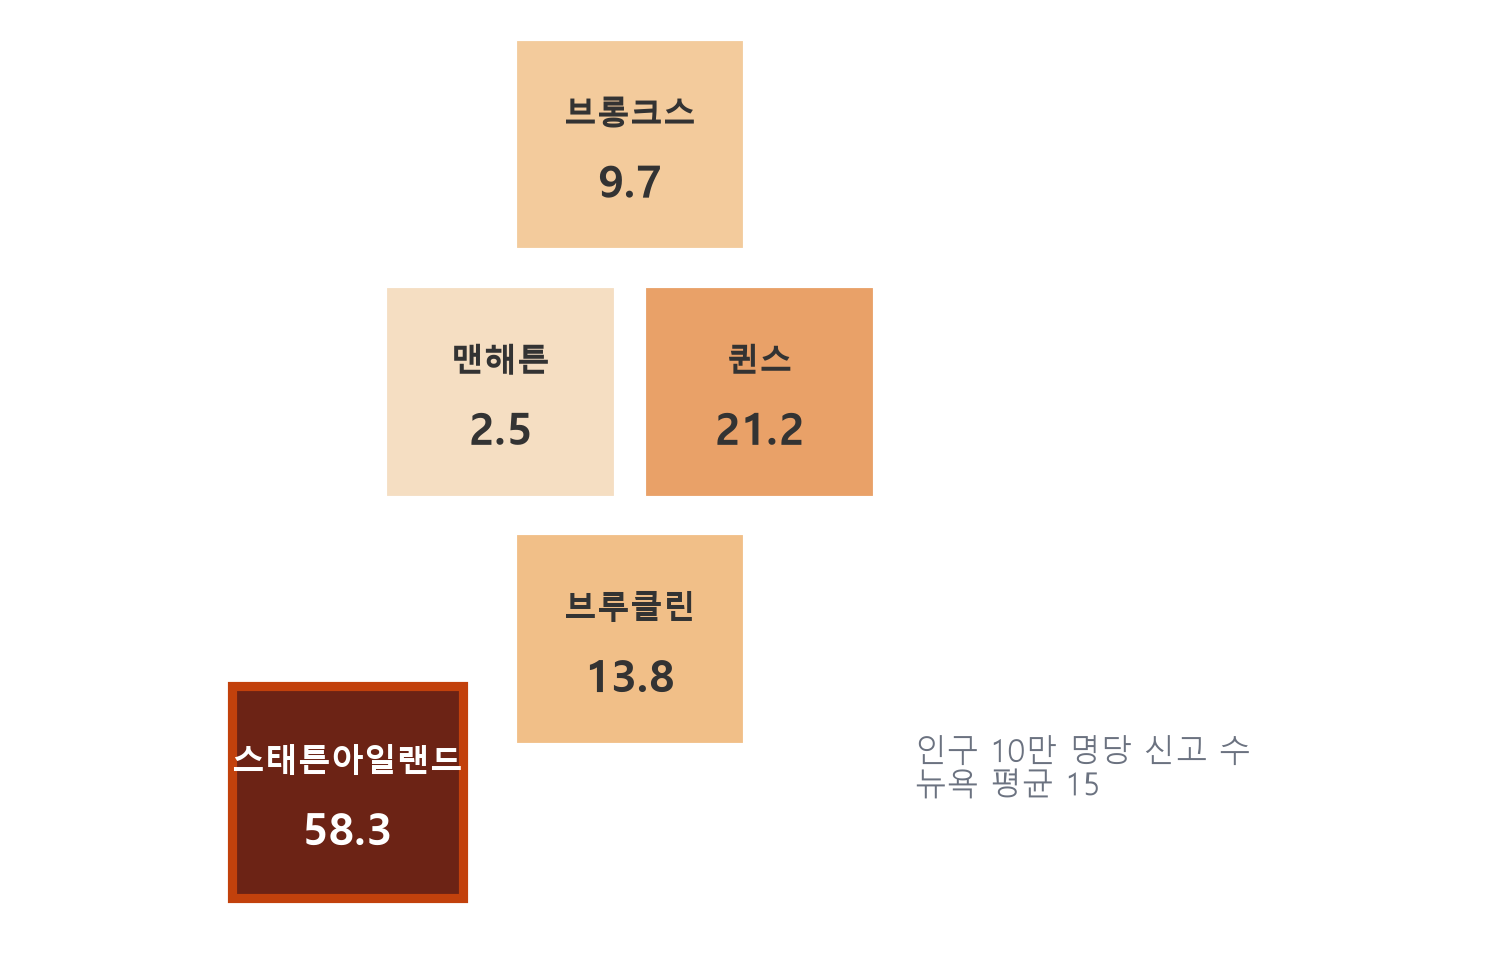 브롱크스
9.7
맨해튼
2.5
퀸스
21.2
브루클린
13.8
스태튼아일랜드
58.3
인구 10만 명당 신고 수
뉴욕 평균 15